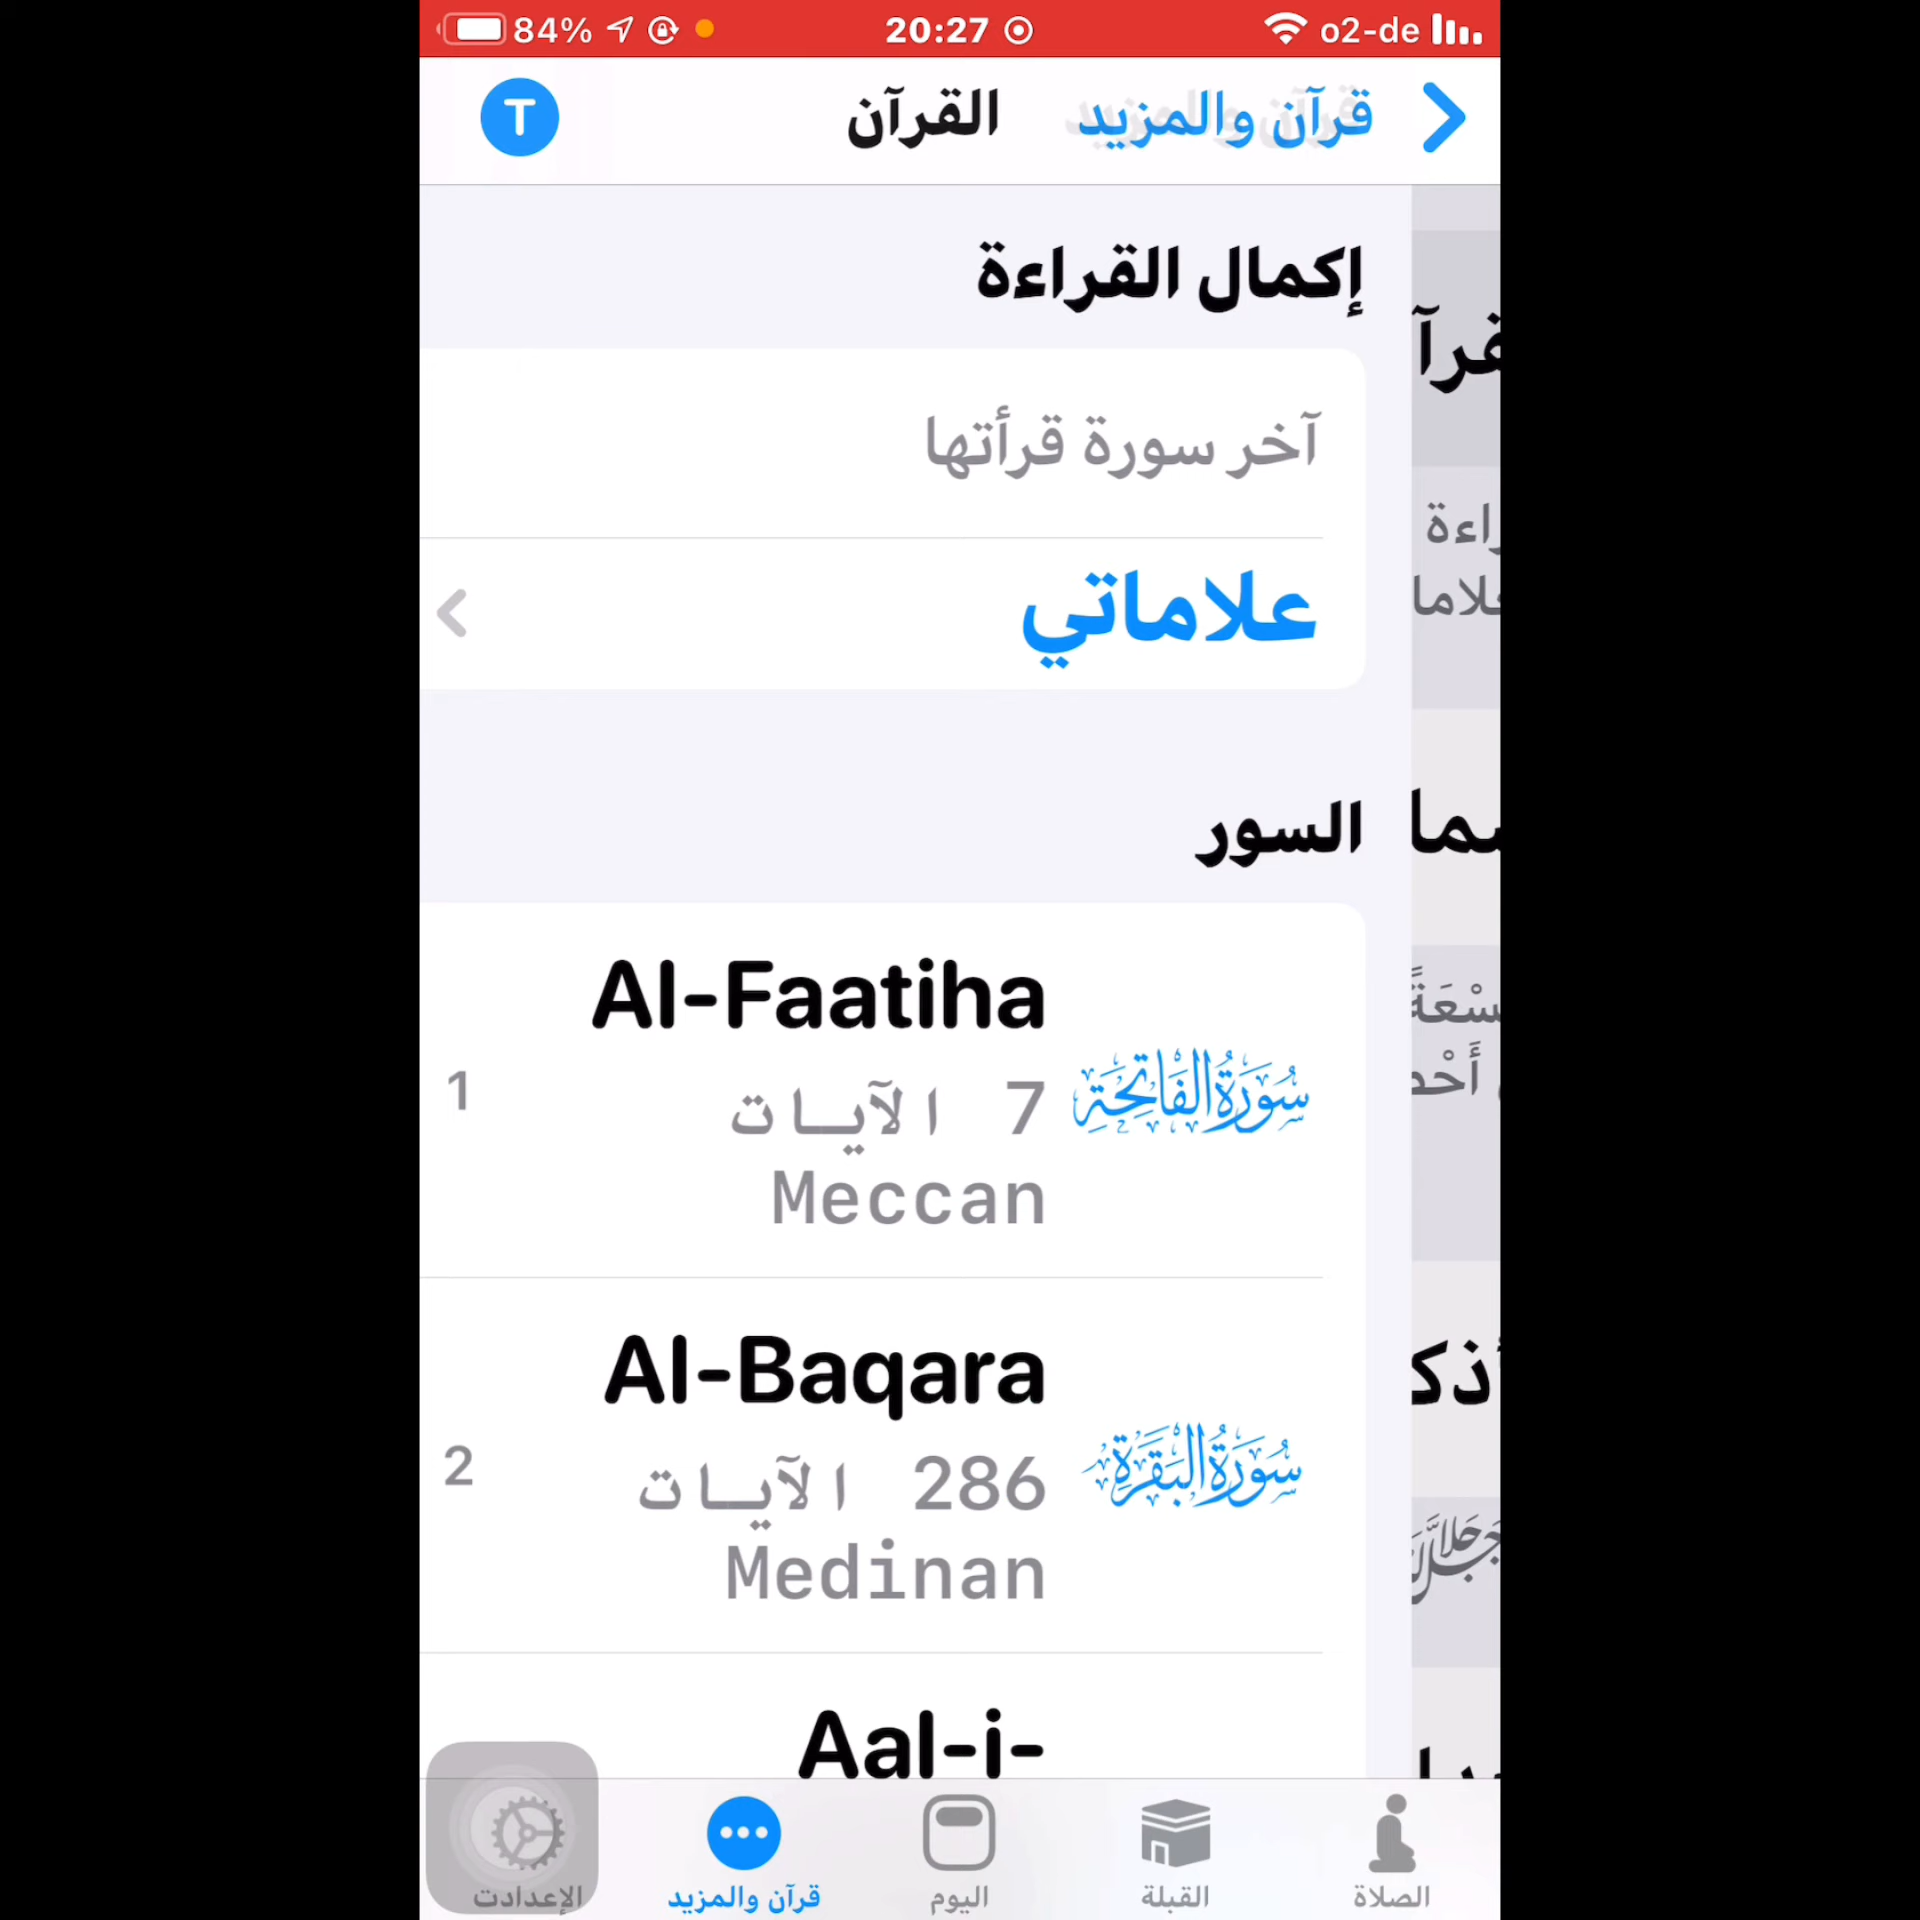 84% 20:27 o2-de
قرآن والمزيد القرآن T
إكمال القراءة
آخر سورة قرأتها
علاماتي
السور
Al-Faatiha
سُورَةُ الفَاتِحَةِ
7 الآيات
1
Meccan
Al-Baqara
سُورَةُ البَقَرَةِ
286 الآيات
2
Medinan
Aal-i-
الصلاة القبلة اليوم قرآن والمزيد الإعدادت